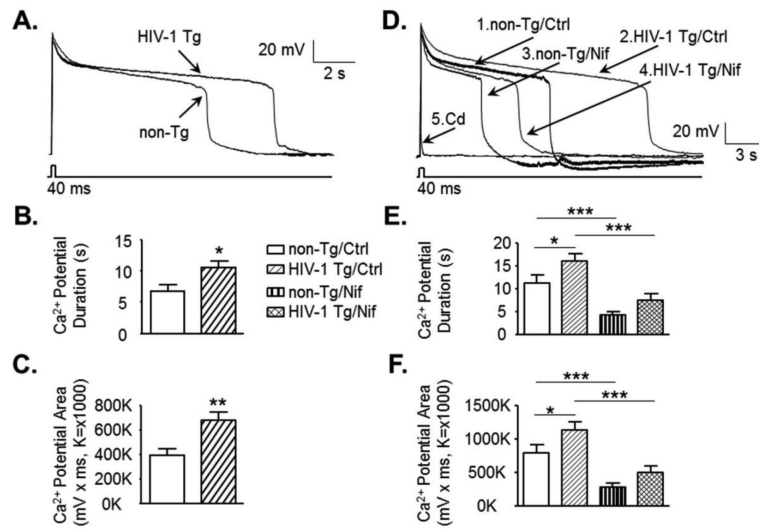 A.
HIV-1 Tg
non-Tg
20 mV
2 s
40 ms
D.
1.non-Tg/Ctrl
2.HIV-1 Tg/Ctrl
3.non-Tg/Nif
4.HIV-1 Tg/Nif
5.Cd
20 mV
3 s
40 ms
B.
Ca²⁺ Potential
Duration (s)
15
10
5
0
*
non-Tg/Ctrl
HIV-1 Tg/Ctrl
non-Tg/Nif
HIV-1 Tg/Nif
E.
Ca²⁺ Potential
Duration (s)
20
15
10
5
0
***
***
*
C.
Ca²⁺ Potential Area
(mV x ms, K=x1000)
800K
600K
400K
200K
0K
**
F.
Ca²⁺ Potential Area
(mV x ms, K=x1000)
1500K
1000K
500K
0K
***
***
*